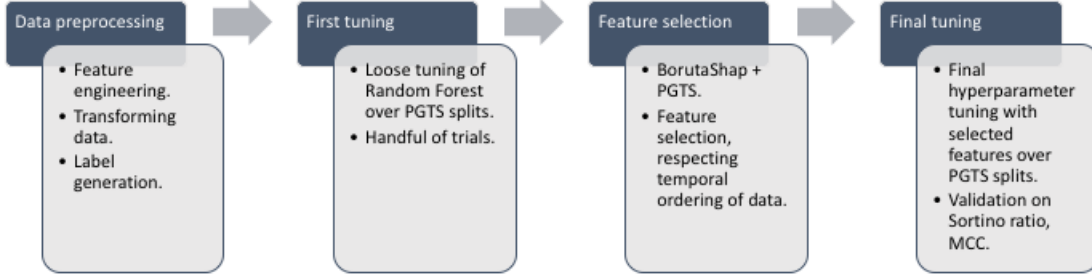 Data preprocessing
• Feature
engineering.
• Transforming
data.
• Label
generation.
First tuning
• Loose tuning of
Random Forest
over PGTS splits.
• Handful of trials.
Feature selection
• BorutaShap +
PGTS.
• Feature
selection,
respecting
temporal
ordering of data.
Final tuning
• Final
hyperparameter
tuning with
selected
features over
PGTS splits.
• Validation on
Sortino ratio,
MCC.